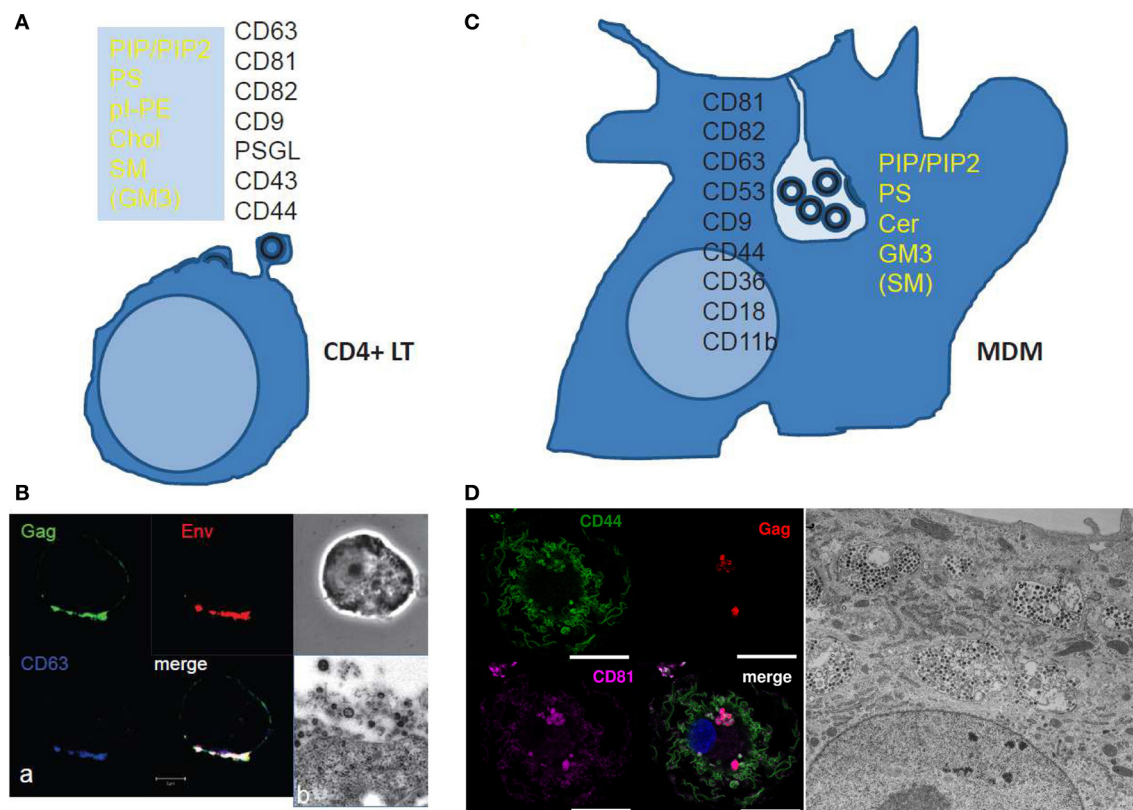 A
PIP/PIP2
PS
pl-PE
Chol
SM
(GM3)
CD63
CD81
CD82
CD9
PSGL
CD43
CD44
CD4+ LT
B
Gag
Env
CD63
merge
a
b
C
CD81
CD82
CD63
CD53
CD9
CD44
CD36
CD18
CD11b
PIP/PIP2
PS
Cer
GM3
(SM)
MDM
D
CD44
Gag
CD81
merge